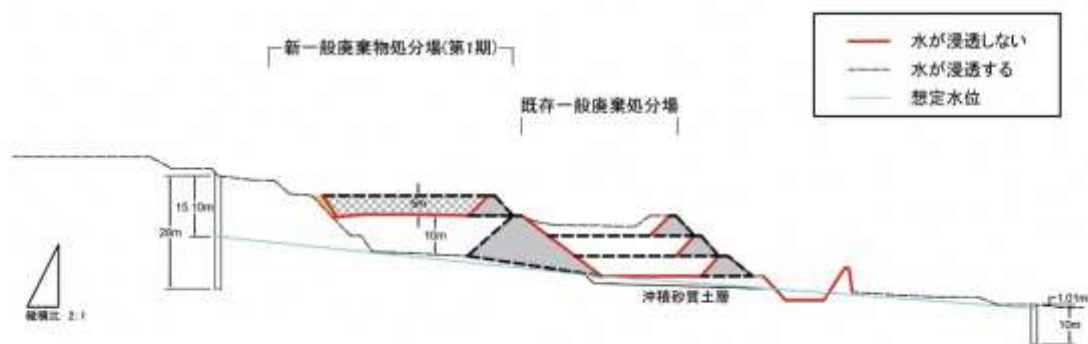 新一般廃棄物処分場(第1期)
水が浸透しない
水が浸透する
想定水位
既存一般廃棄処分場
15.10m
28m
5m
10m
沖積砂質土層
縦横比 2:1
10m